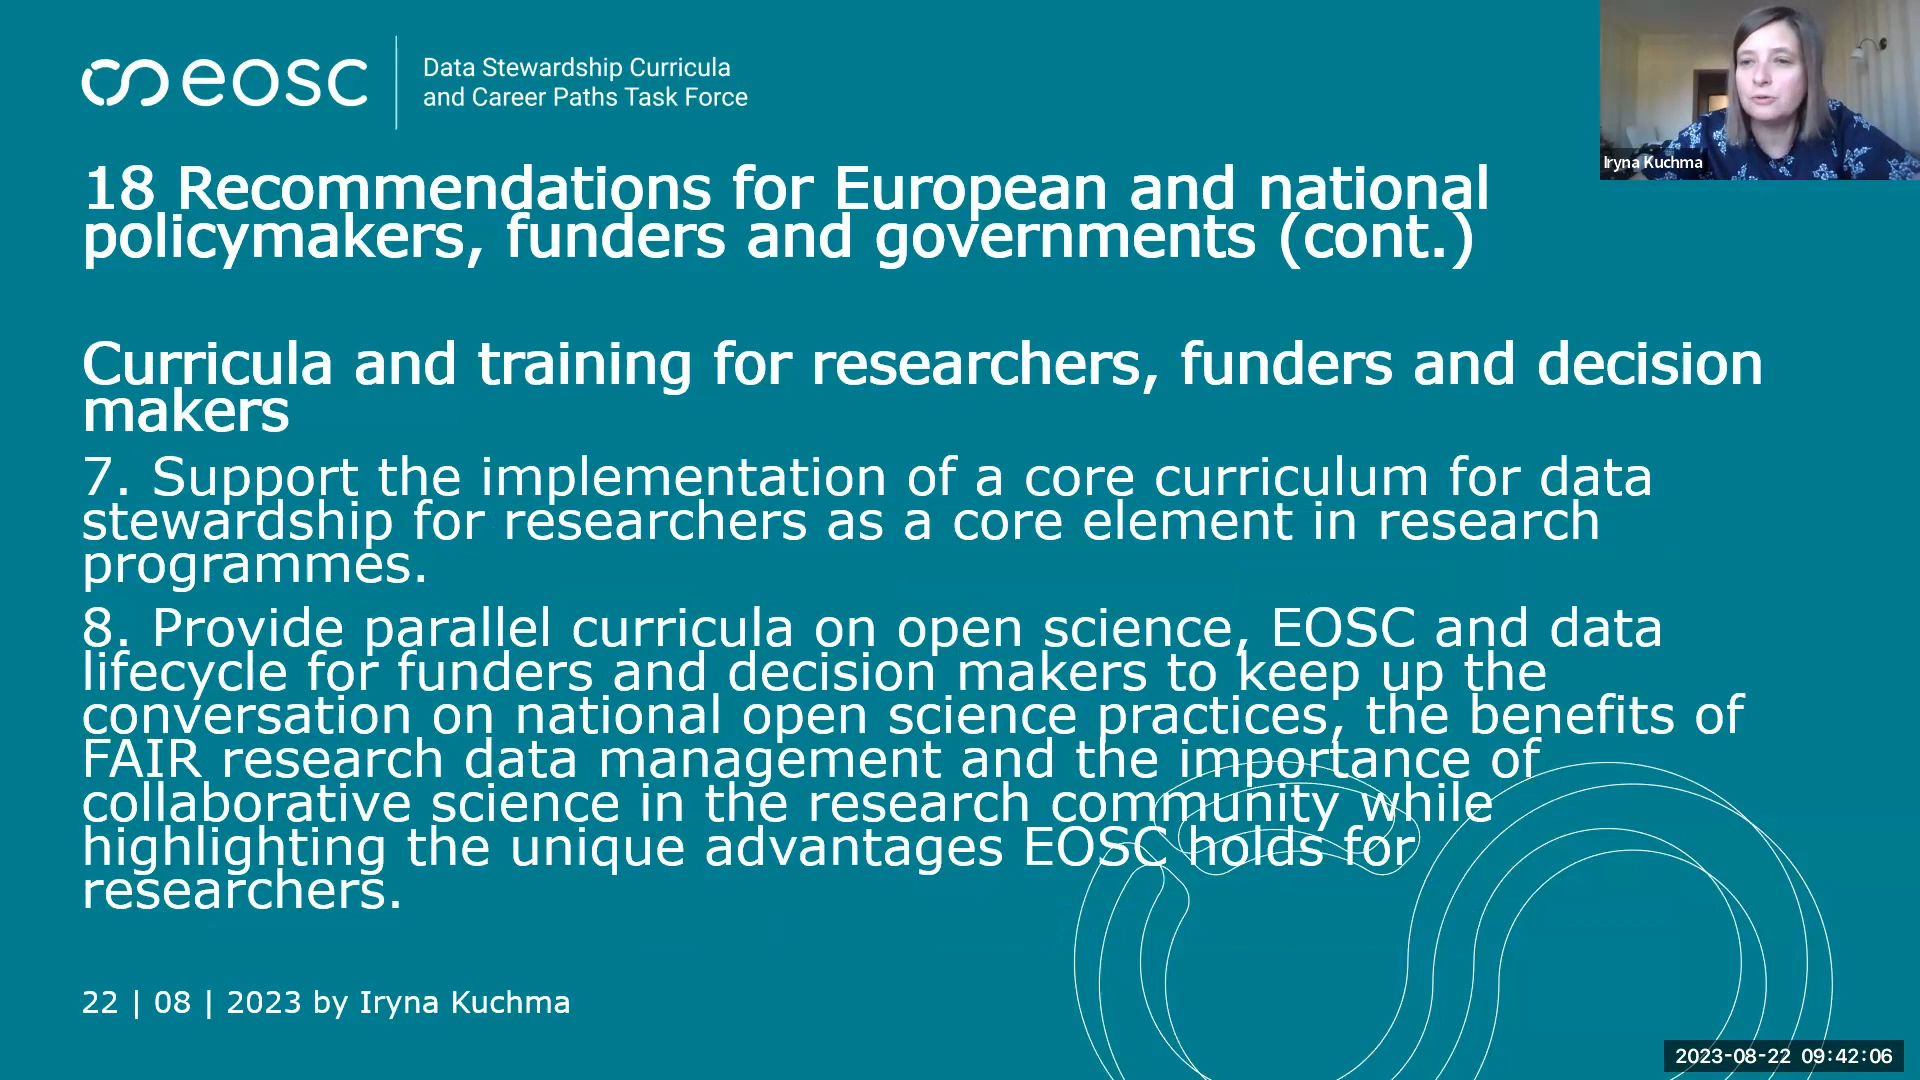 eosc
Data Stewardship Curricula
and Career Paths Task Force
Iryna Kuchma
18 Recommendations for European and national
policymakers, funders and governments (cont.)
Curricula and training for researchers, funders and decision
makers
7. Support the implementation of a core curriculum for data
stewardship for researchers as a core element in research
programmes.
8. Provide parallel curricula on open science, EOSC and data
lifecycle for funders and decision makers to keep up the
conversation on national open science practices, the benefits of
FAIR research data management and the importance of
collaborative science in the research community while
highlighting the unique advantages EOSC holds for
researchers.
22 | 08 | 2023 by Iryna Kuchma
2023-08-22 09:42:06